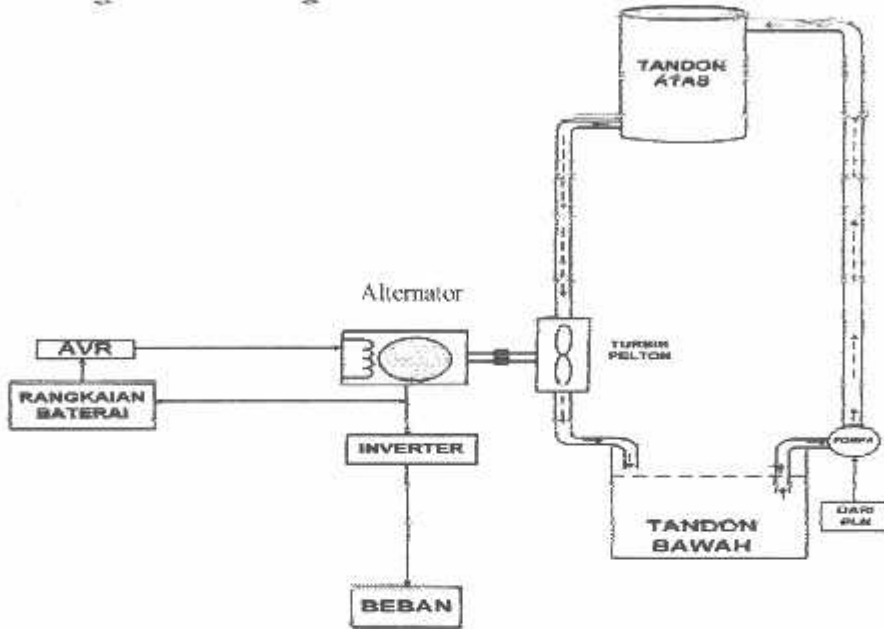 TANDON
ATAS
Alternator
AVR
TURBIN
PELTON
RANGKAIAN
BATERAI
INVERTER
POMPA
DARI
PLN
TANDON
BAWAH
BEBAN